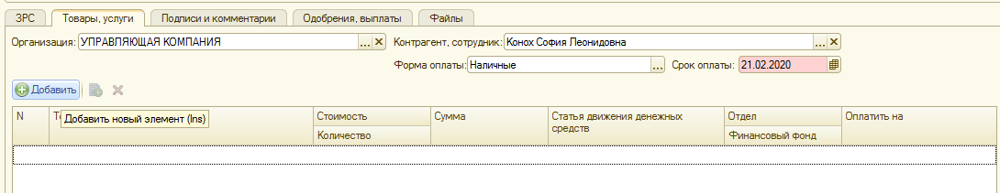 ЗРС Товары, услуги Подписи и комментарии Одобрения, выплаты Файлы
Организация: УПРАВЛЯЮЩАЯ КОМПАНИЯ ... Контрагент, сотрудник: Конох София Леонидовна ...
Форма оплаты: Наличные ... Срок оплаты: 21.02.2020
Добавить
N Стоимость Сумма Статья движения денежных средств Отдел Оплатить на
Добавить новый элемент (Ins)
Количество Финансовый фонд